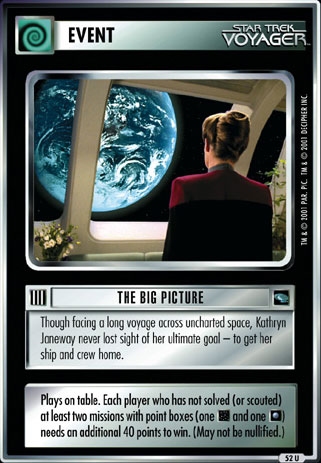 EVENT
STAR TREK
VOYAGER
TM & © 2001 PAR. PIC. TM & © 2001 DECIPHER INC.
THE BIG PICTURE
Though facing a long voyage across uncharted space, Kathryn
Janeway never lost sight of her ultimate goal – to get her
ship and crew home.
Plays on table. Each player who has not solved (or scouted)
at least two missions with point boxes (one and one )
needs an additional 40 points to win. (May not be nullified.)
52 U